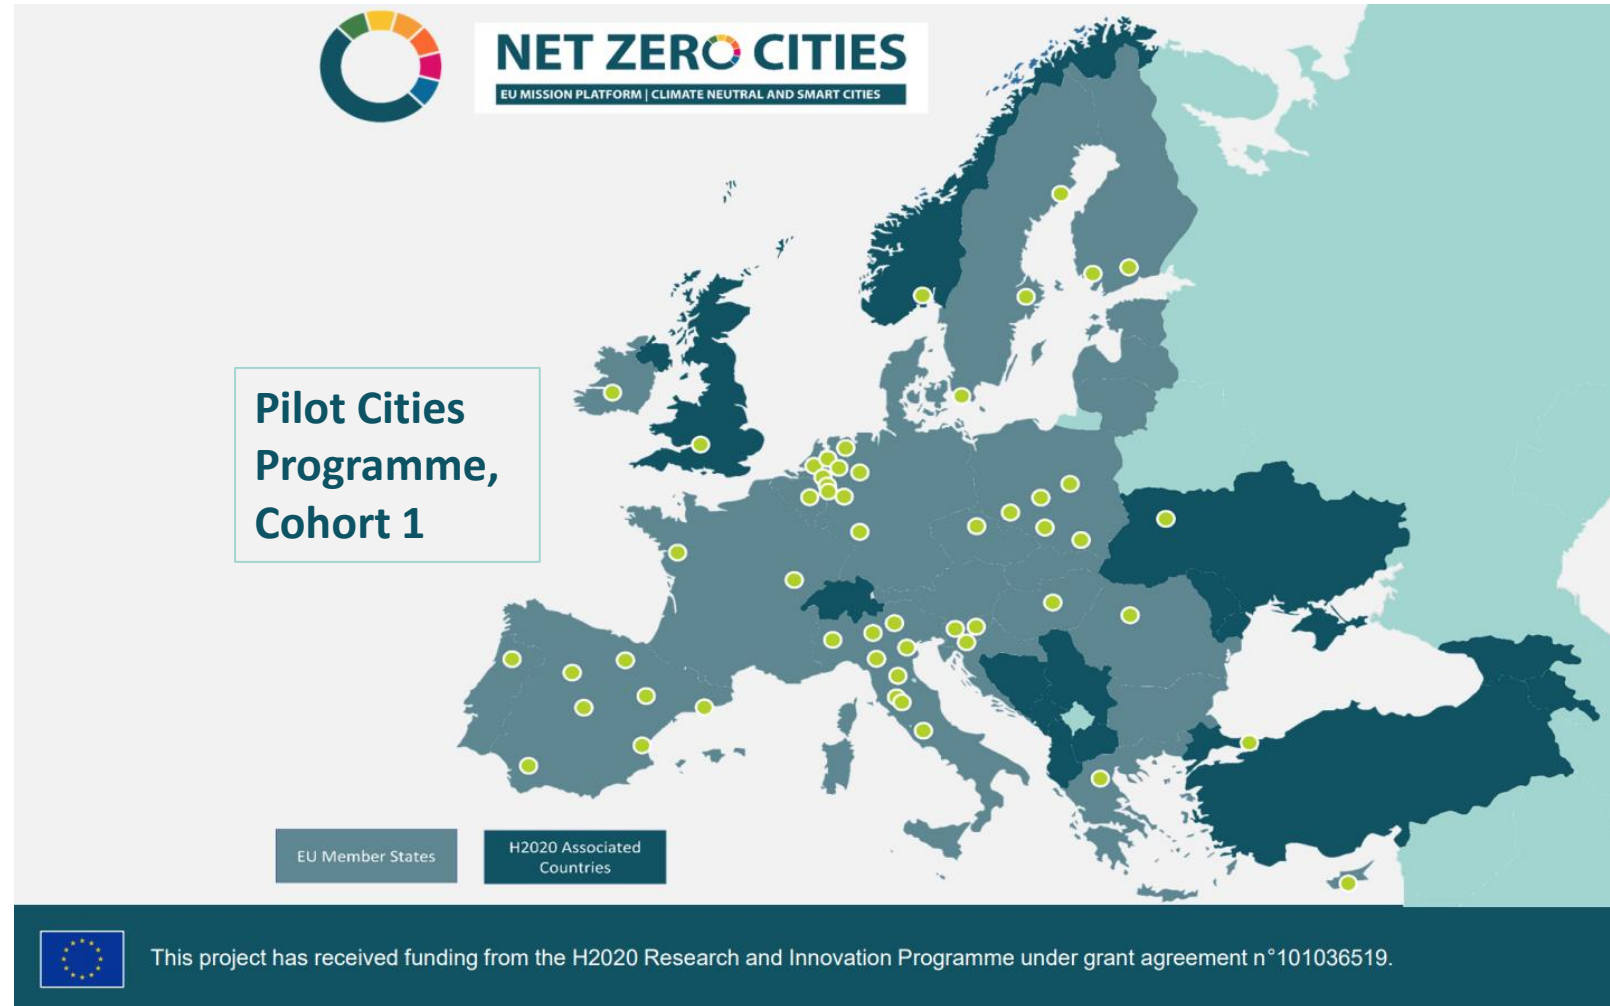 NET ZERO CITIES
EU MISSION PLATFORM | CLIMATE NEUTRAL AND SMART CITIES
Pilot Cities
Programme,
Cohort 1
EU Member States
H2020 Associated
Countries
This project has received funding from the H2020 Research and Innovation Programme under grant agreement n°101036519.